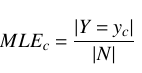 MLE_c = |Y = y_c| / |N|